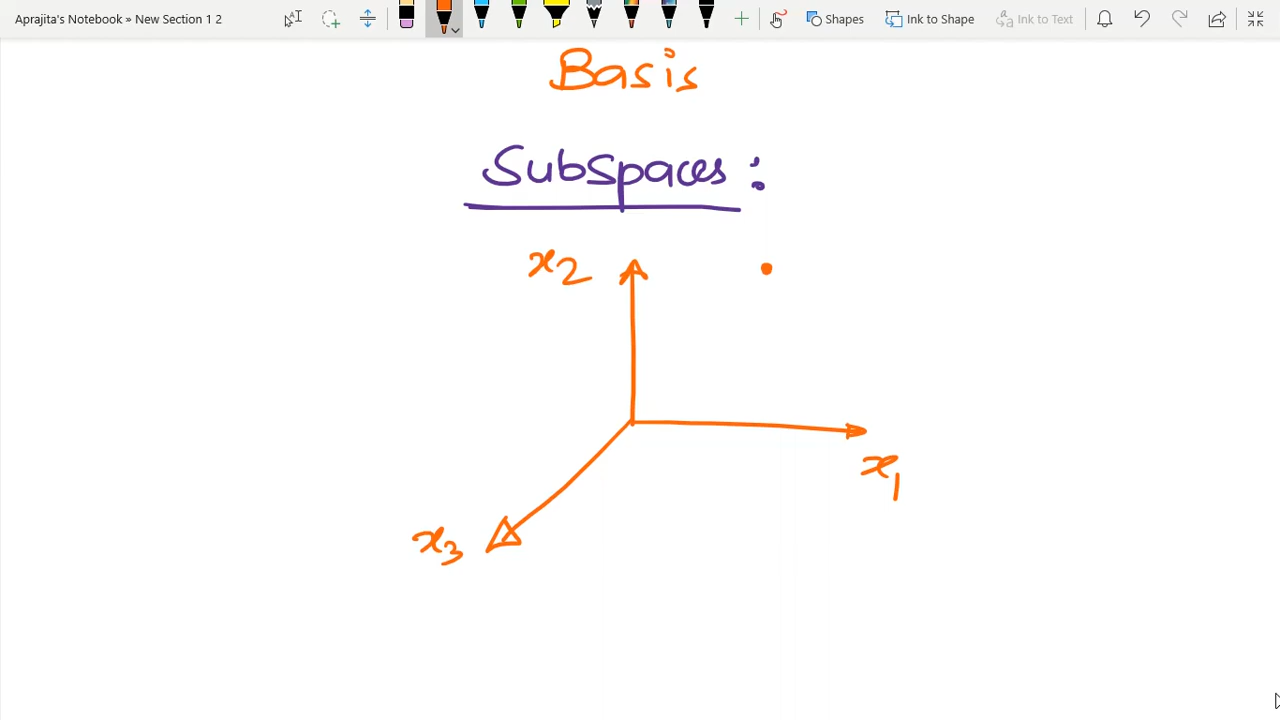 Aprajita's Notebook » New Section 1 2
Shapes
Ink to Shape
Ink to Text
Basis
Subspaces :
x2
x1
x3